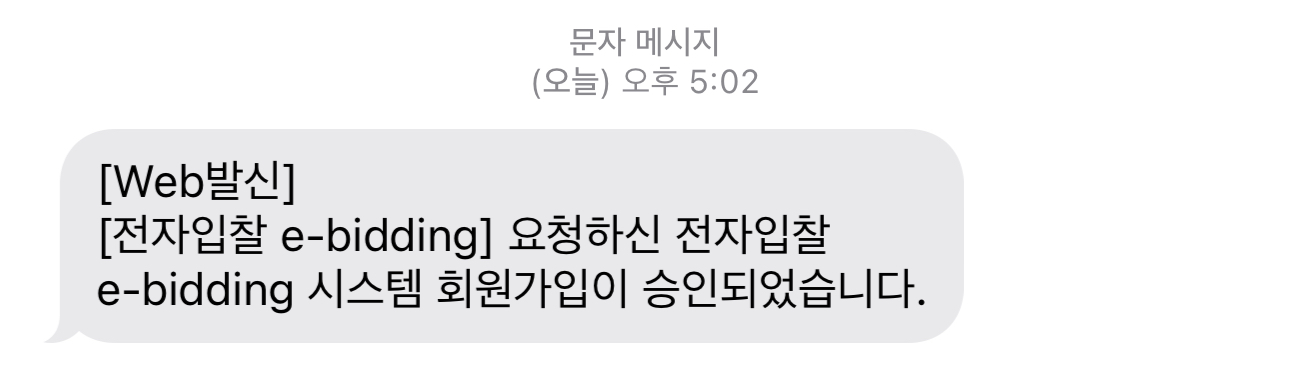 문자 메시지
(오늘) 오후 5:02
[Web발신]
[전자입찰 e-bidding] 요청하신 전자입찰
e-bidding 시스템 회원가입이 승인되었습니다.